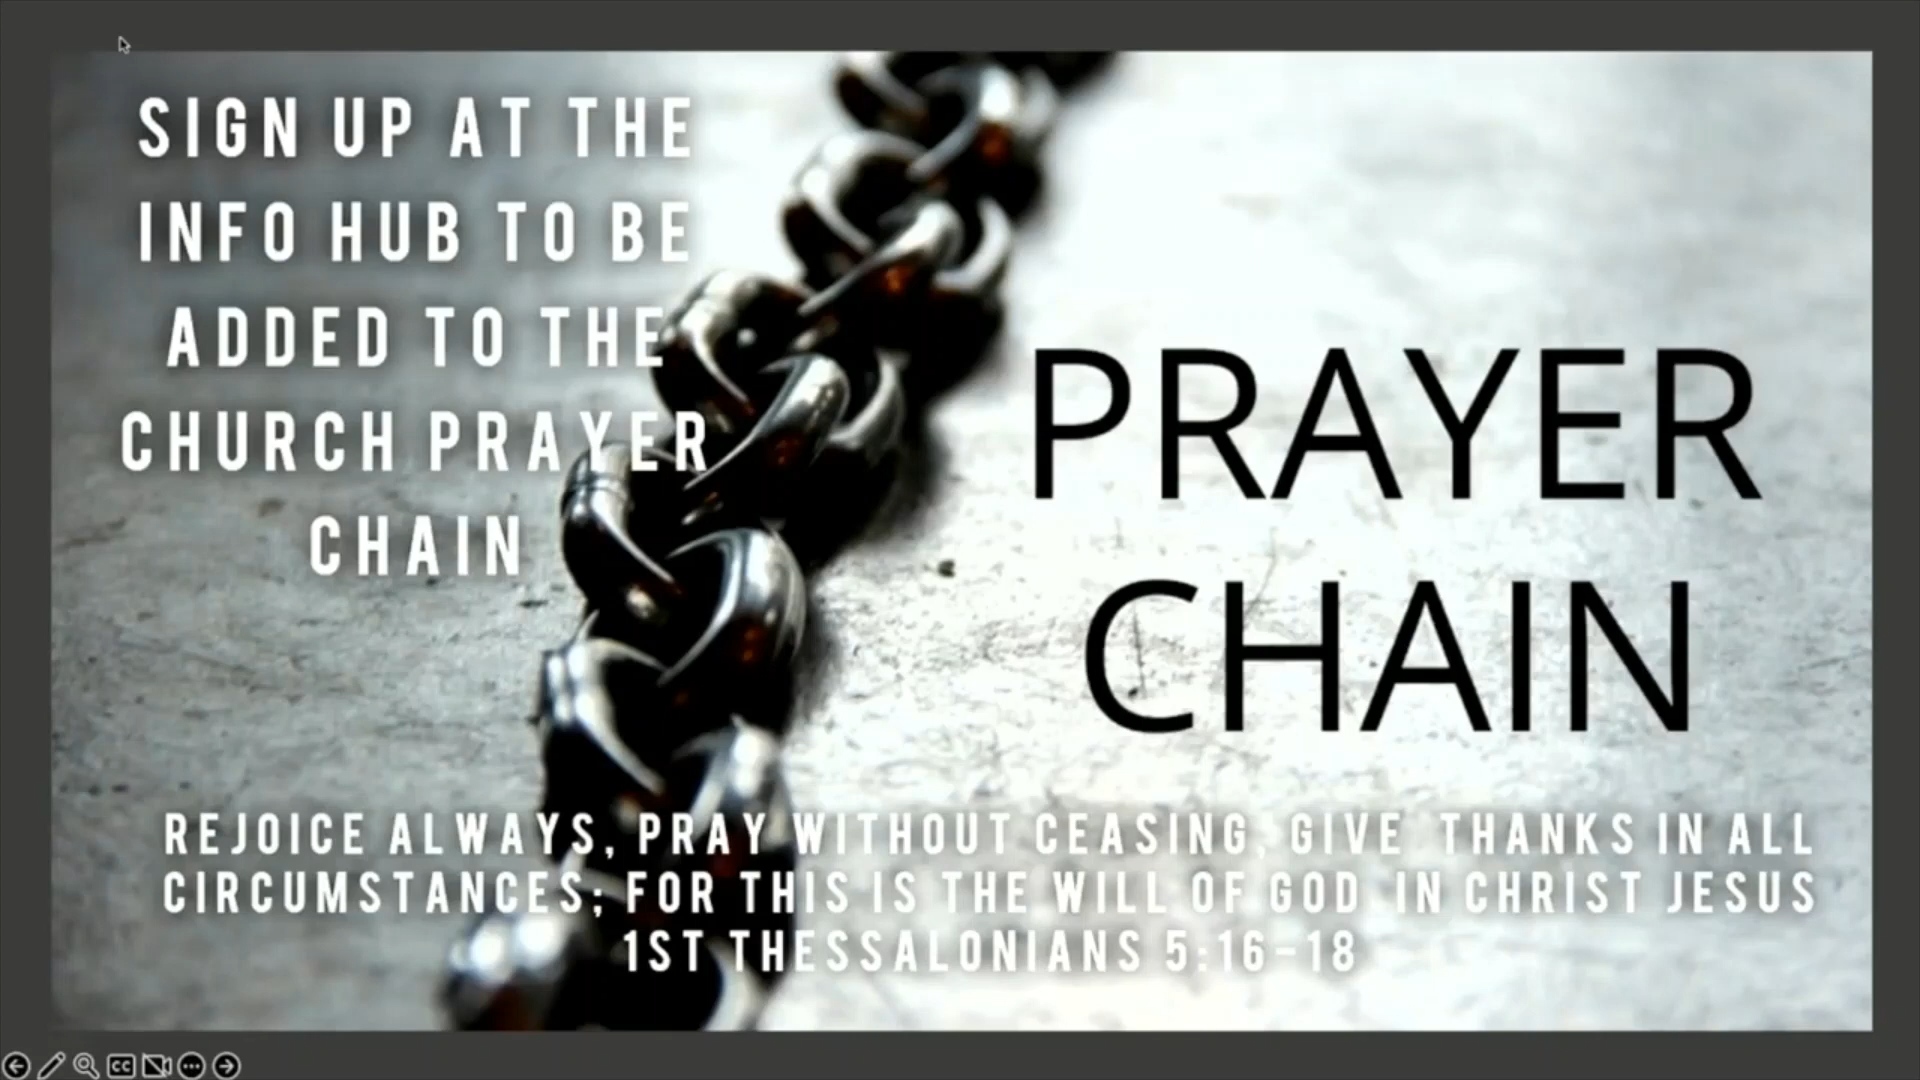 SIGN UP AT THE
INFO HUB TO BE
ADDED TO THE
CHURCH PRAYER
CHAIN
PRAYER
CHAIN
REJOICE ALWAYS, PRAY WITHOUT CEASING, GIVE THANKS IN ALL
CIRCUMSTANCES; FOR THIS IS THE WILL OF GOD IN CHRIST JESUS
1ST THESSALONIANS 5:16-18
CC